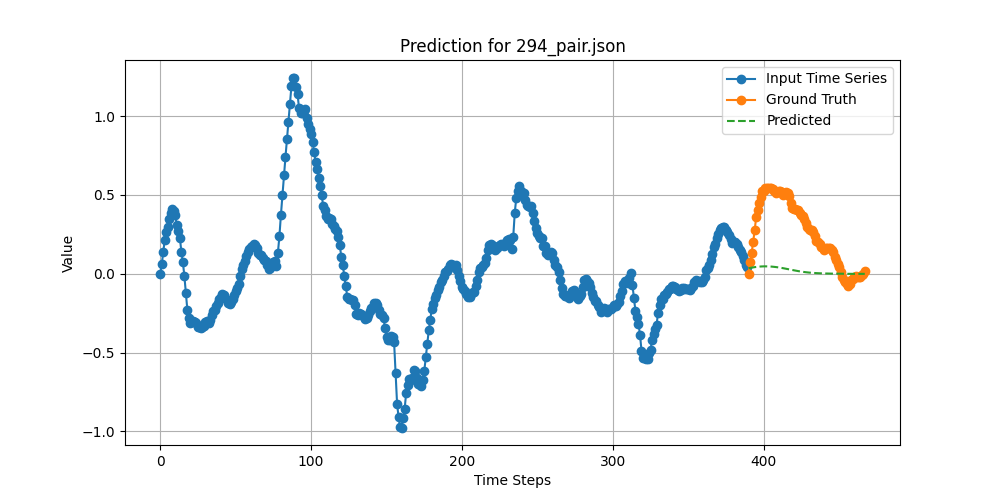 Prediction for 294_pair.json
Input Time Series
Ground Truth
Predicted
Value
1.0
0.5
0.0
−0.5
−1.0
0 100 200 300 400
Time Steps